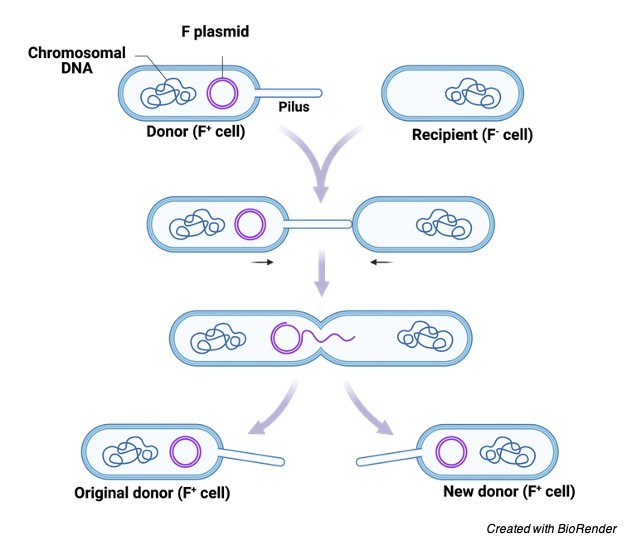 F plasmid
Chromosomal
DNA
Pilus
Donor (F⁺ cell)
Recipient (F⁻ cell)
Original donor (F⁺ cell)
New donor (F⁺ cell)
Created with BioRender